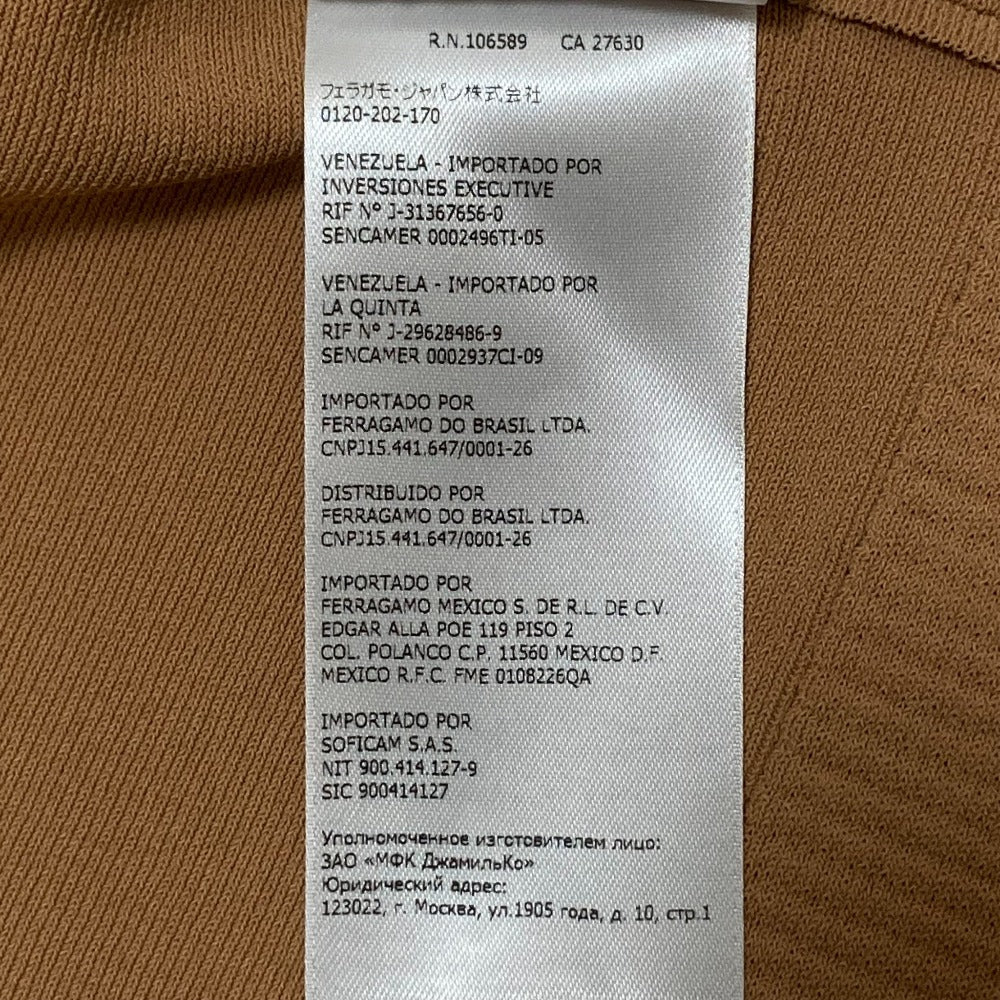 R.N.106589 CA 27630
フェラガモ・ジャパン株式会社
0120-202-170
VENEZUELA - IMPORTADO POR
INVERSIONES EXECUTIVE
RIF Nº J-31367656-0
SENCAMER 0002496TI-05
VENEZUELA - IMPORTADO POR
LA QUINTA
RIF Nº J-29628486-9
SENCAMER 0002937CI-09
IMPORTADO POR
FERRAGAMO DO BRASIL LTDA.
CNPJ15.441.647/0001-26
DISTRIBUIDO POR
FERRAGAMO DO BRASIL LTDA.
CNPJ15.441.647/0001-26
IMPORTADO POR
FERRAGAMO MEXICO S. DE R.L. DE C.V.
EDGAR ALLA POE 119 PISO 2
COL. POLANCO C.P. 11560 MEXICO D.F.
MEXICO R.F.C. FME 0108226QA
IMPORTADO POR
SOFICAM S.A.S.
NIT 900.414.127-9
SIC 900414127
Уполномоченное изготовителем лицо:
ЗАО «МФК ДжамильКо»
Юридический адрес:
123022, г. Москва, ул.1905 года, д. 10, стр.1